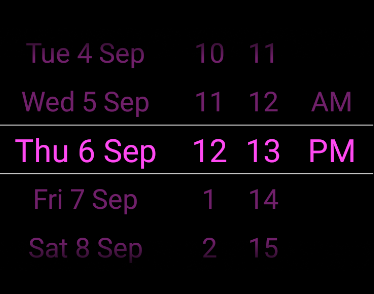 Tue 4 Sep 10 11
Wed 5 Sep 11 12 AM
Thu 6 Sep 12 13 PM
Fri 7 Sep 1 14
Sat 8 Sep 2 15